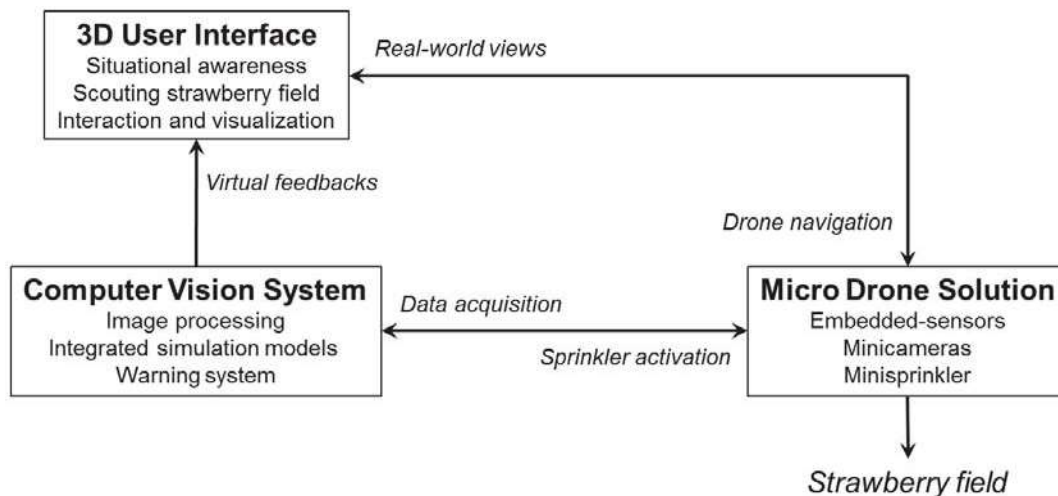 3D User Interface
Situational awareness
Scouting strawberry field
Interaction and visualization
Real-world views
Virtual feedbacks
Drone navigation
Computer Vision System
Image processing
Integrated simulation models
Warning system
Data acquisition
Sprinkler activation
Micro Drone Solution
Embedded-sensors
Minicameras
Minisprinkler
Strawberry field